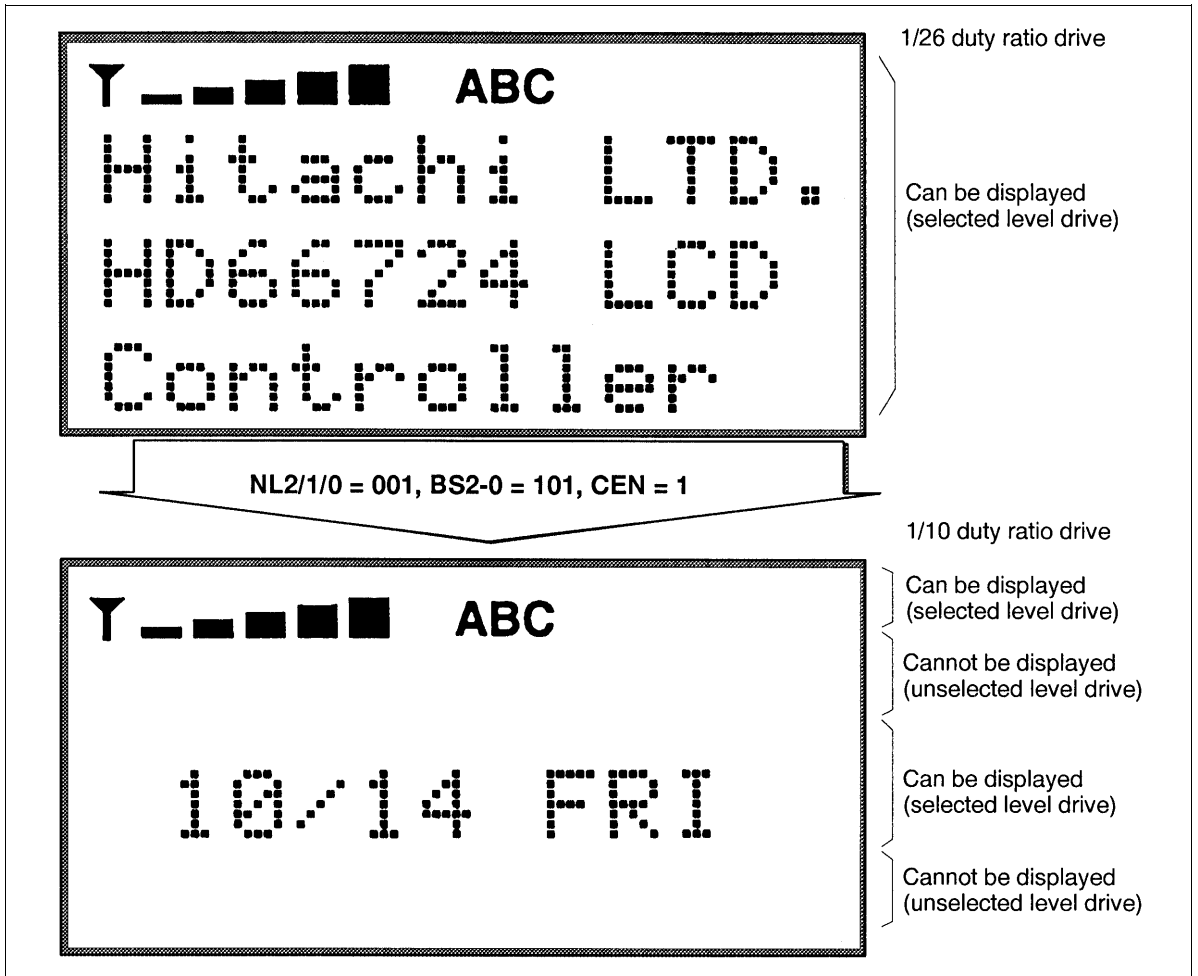 1/26 duty ratio drive
ABC
Hitachi LTD.
HD66724 LCD
Controller
Can be displayed
(selected level drive)
NL2/1/0 = 001, BS2-0 = 101, CEN = 1
1/10 duty ratio drive
ABC
Can be displayed
(selected level drive)
Cannot be displayed
(unselected level drive)
10/14 FRI
Can be displayed
(selected level drive)
Cannot be displayed
(unselected level drive)